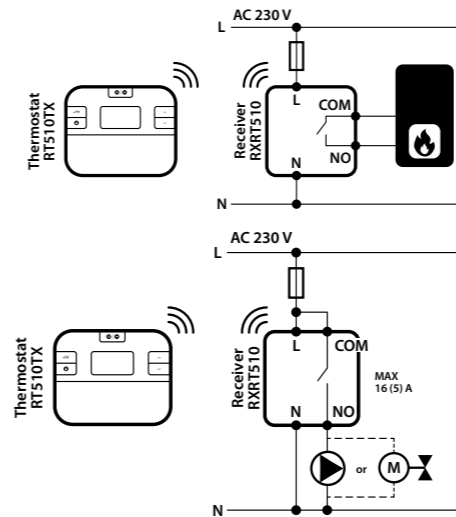 AC 230 V
L
Thermostat
RT510TX
Receiver
RXRT510
L
COM
N
NO
N
AC 230 V
L
Thermostat
RT510TX
Receiver
RXRT510
L
COM
MAX
16 (5) A
N
NO
or
M
N